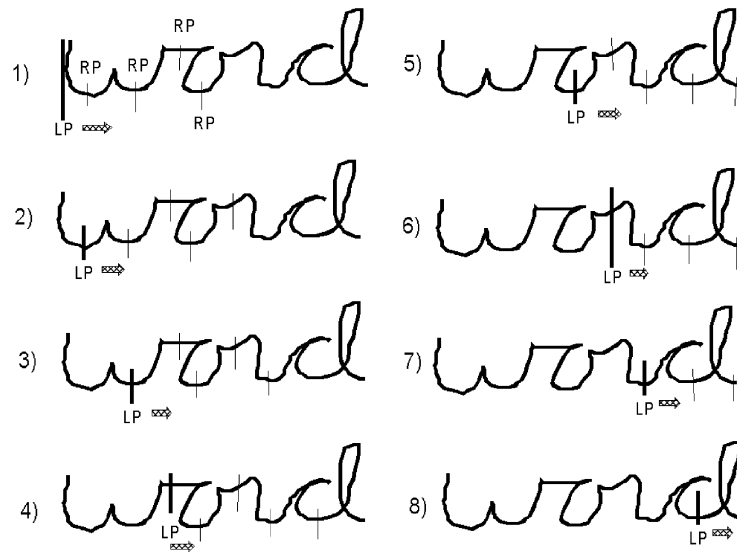 1) word
RP RP RP
RP
LP
2) word
LP
3) word
LP
4) word
LP
5) word
LP
6) word
LP
7) word
LP
8) word
LP